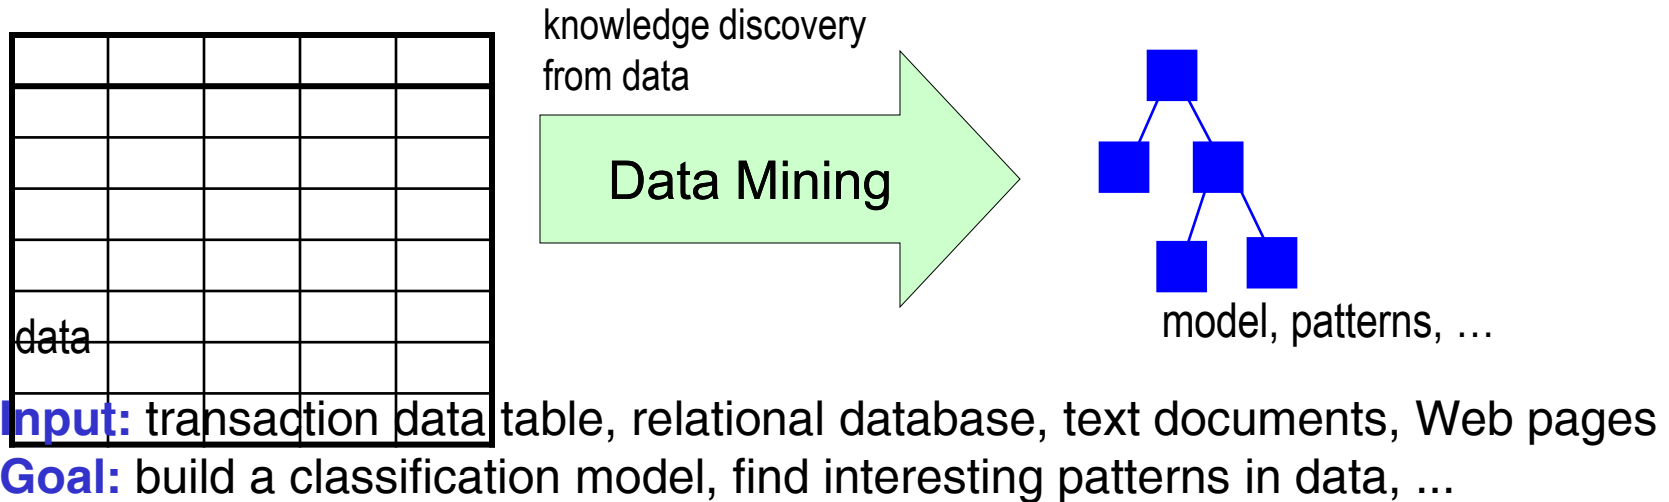 knowledge discovery
from data
Data Mining
data
model, patterns, …
Input: transaction data table, relational database, text documents, Web pages
Goal: build a classification model, find interesting patterns in data, ...